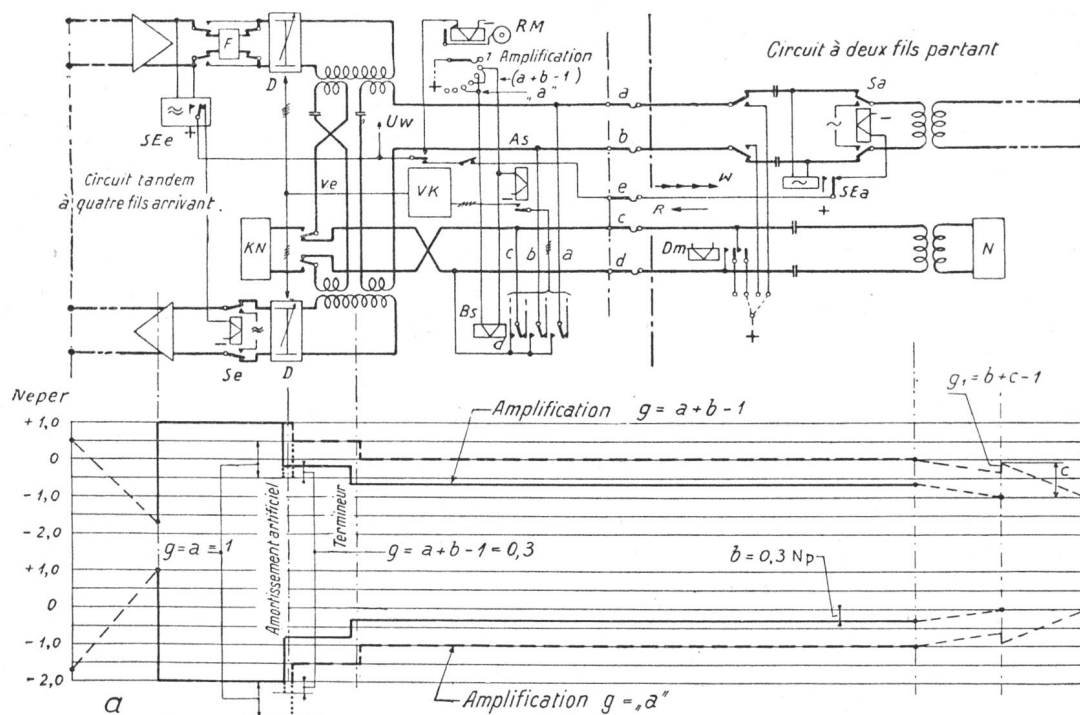 RM
1 Amplification
(a+b-1)
"a"
+
Circuit à deux fils partant
F
D
SEe
+
Uw
a
Sa
As
b
Circuit tandem
à quatre fils arrivant.
ve
VK
e
W
R
SEa
+
KN
c
c b a
Dm
N
d
Bs
d
+
Se
D
Neper
+1,0
0
-1,0
-2,0
+1,0
0
-1,0
-2,0
Amplification g = a+b-1
g₁=b+c-1
c
Amortissement artificiel
Termineur
g=a=1
g=a+b-1=0,3
b=0,3 Np
Amplification g = „a"
a